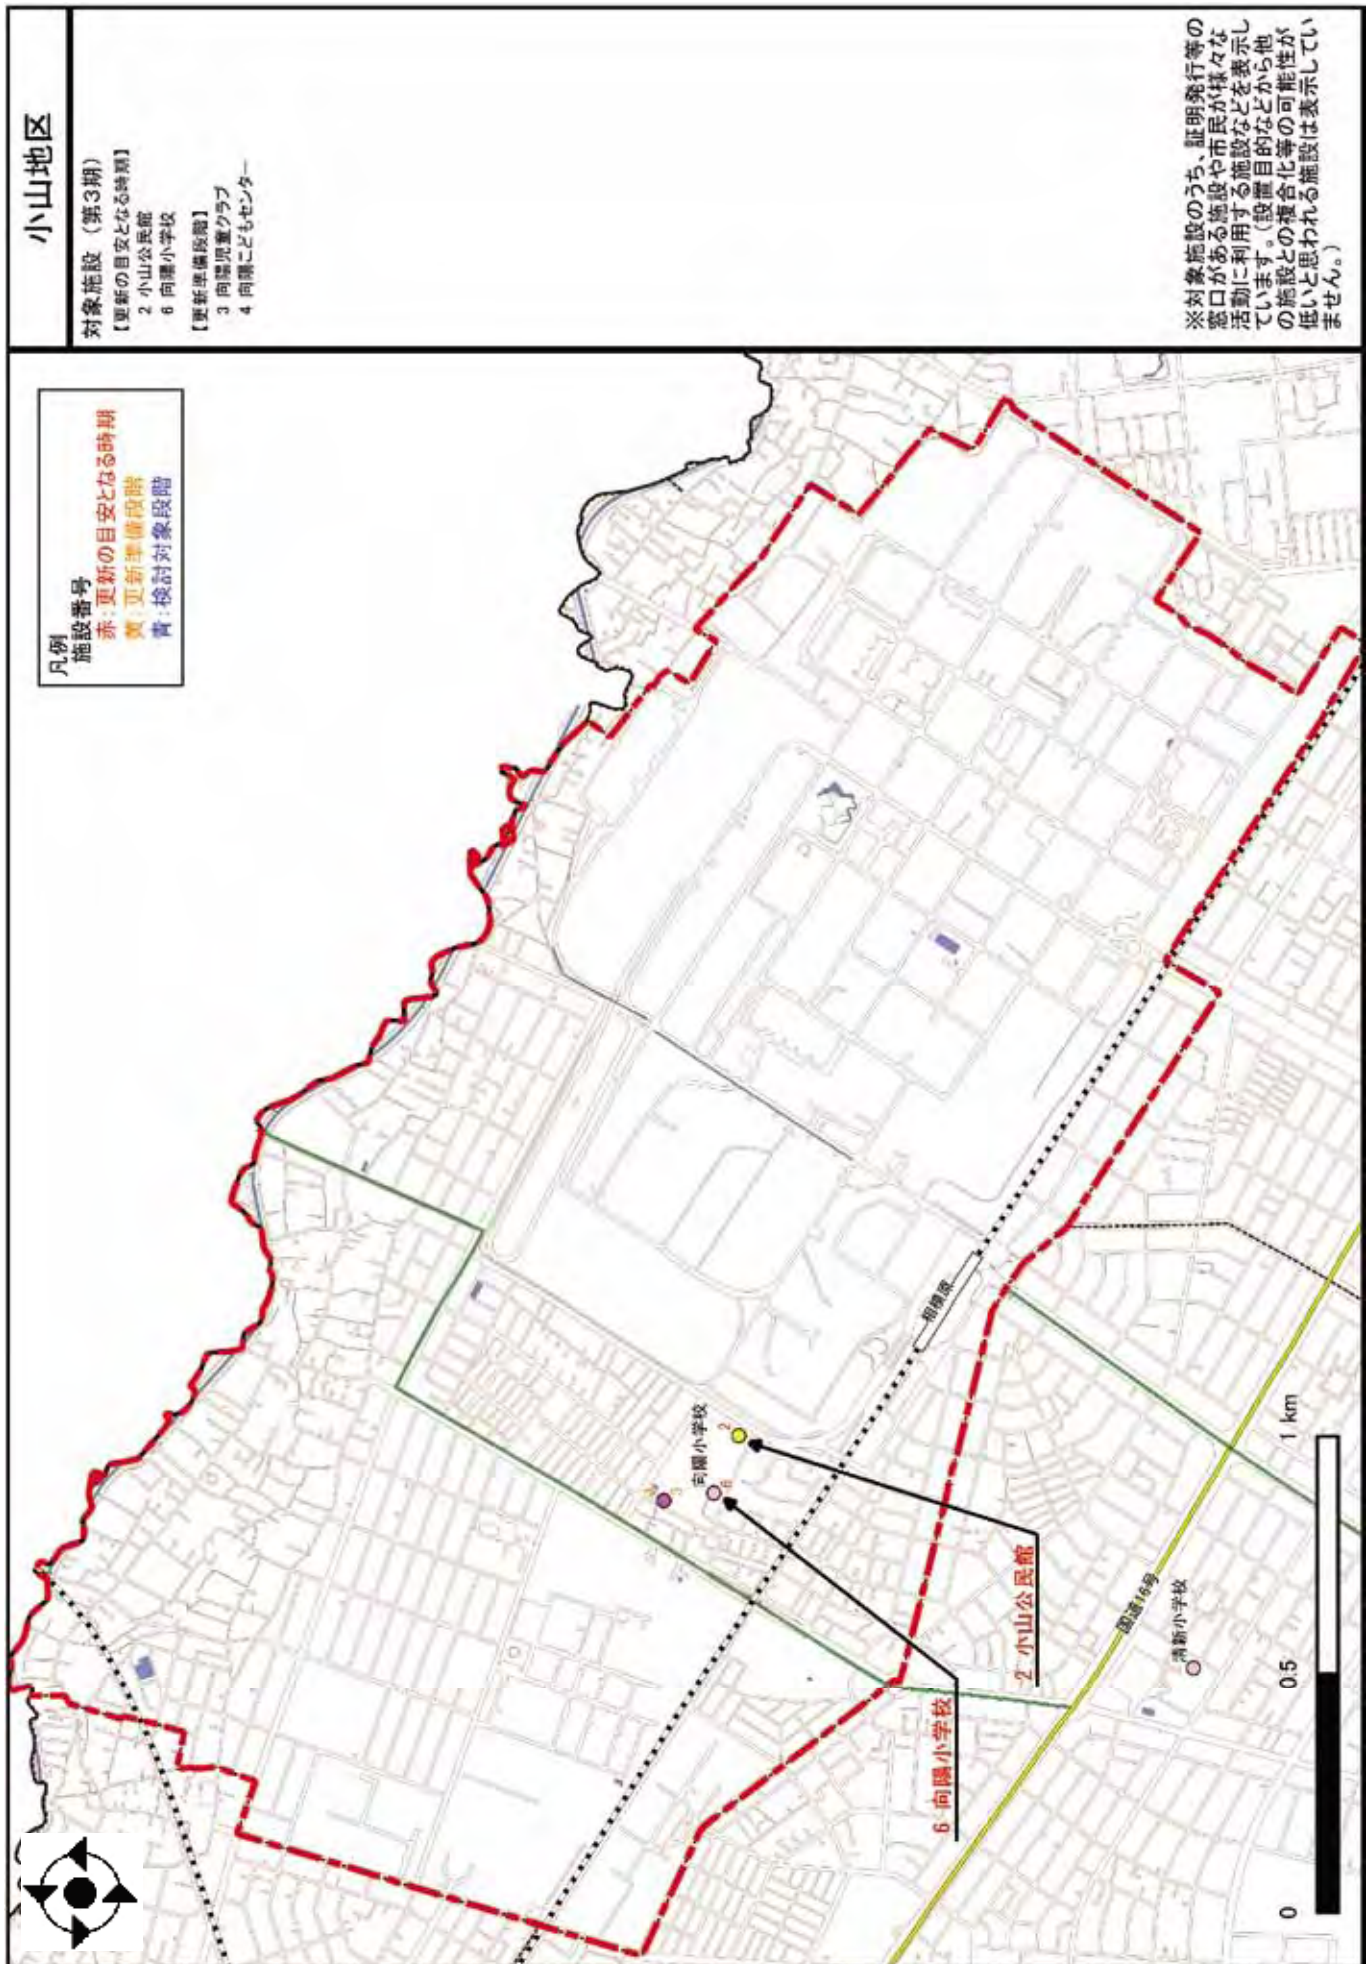 小山地区
対象施設（第3期）
【更新の目安となる時期】
2 小山公民館
6 向陽小学校
【更新準備段階】
3 向陽児童クラブ
4 向陽こどもセンター
※対象施設のうち、証明発行等の
窓口がある施設や市民が様々な
活動に利用する施設などを表示し
ています。（設置目的などから他
の施設との複合化等の可能性が
低いと思われる施設は表示してい
ません。）
凡例
施設番号
赤：更新の目安となる時期
黄：更新準備段階
青：検討対象段階
相模原
向陽小学校
2
6
3
2 小山公民館
6 向陽小学校
国道16号
清新小学校
0
0.5
1 km